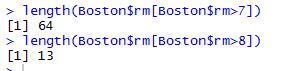 > length(Boston$rm[Boston$rm>7])
[1] 64
> length(Boston$rm[Boston$rm>8])
[1] 13
>